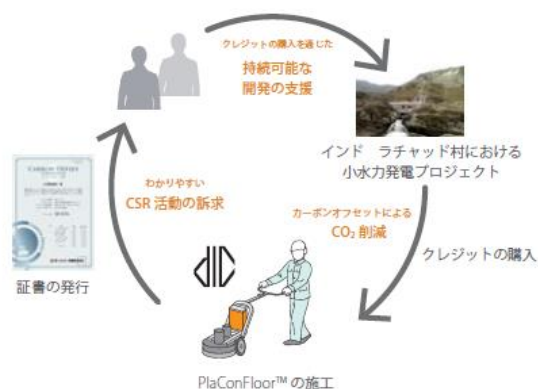 クレジットの購入を通じた
持続可能な
開発の支援
インド ラチャッド村における
小水力発電プロジェクト
わかりやすい
CSR 活動の訴求
カーボンオフセットによる
CO₂ 削減
クレジットの購入
証書の発行
dic
PlaConFloor™ の施工